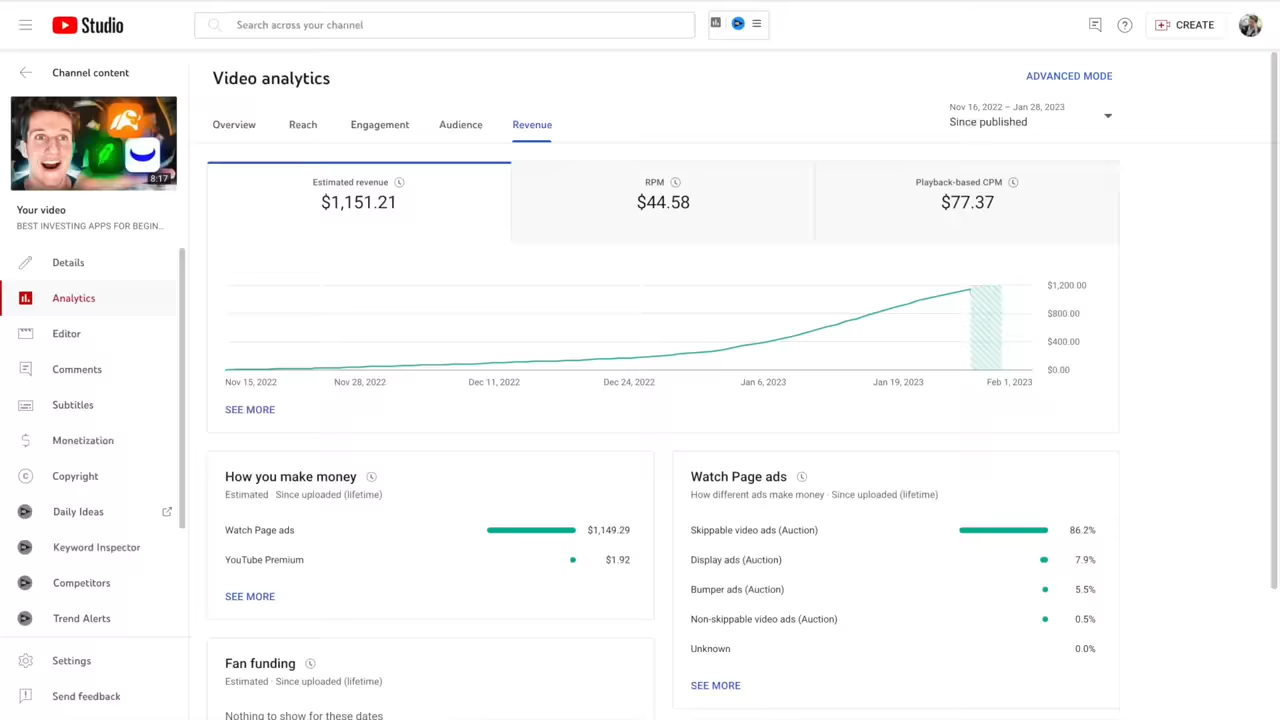 Studio
Search across your channel
CREATE
Channel content
8:17
Your video
BEST INVESTING APPS FOR BEGIN...
Details
Analytics
Editor
Comments
Subtitles
Monetization
Copyright
Daily Ideas
Keyword Inspector
Competitors
Trend Alerts
Settings
Send feedback
Video analytics
ADVANCED MODE
Overview
Reach
Engagement
Audience
Revenue
Nov 16, 2022 – Jan 28, 2023
Since published
Estimated revenue
$1,151.21
RPM
$44.58
Playback-based CPM
$77.37
$1,200.00
$800.00
$400.00
$0.00
Nov 15, 2022 Nov 28, 2022 Dec 11, 2022 Dec 24, 2022 Jan 6, 2023 Jan 19, 2023 Feb 1, 2023
SEE MORE
How you make money
Estimated · Since uploaded (lifetime)
Watch Page ads $1,149.29
YouTube Premium $1.92
SEE MORE
Fan funding
Estimated · Since uploaded (lifetime)
Nothing to show for these dates
Watch Page ads
How different ads make money · Since uploaded (lifetime)
Skippable video ads (Auction) 86.2%
Display ads (Auction) 7.9%
Bumper ads (Auction) 5.5%
Non-skippable video ads (Auction) 0.5%
Unknown 0.0%
SEE MORE